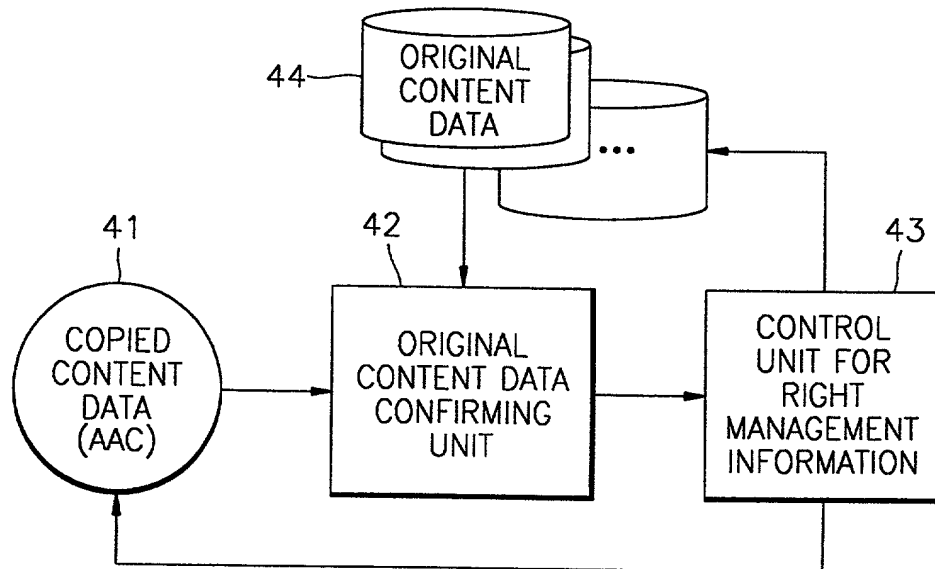 44
ORIGINAL
CONTENT
DATA
...
41
42
43
COPIED
CONTENT
DATA
(AAC)
ORIGINAL
CONTENT DATA
CONFIRMING
UNIT
CONTROL
UNIT FOR
RIGHT
MANAGEMENT
INFORMATION